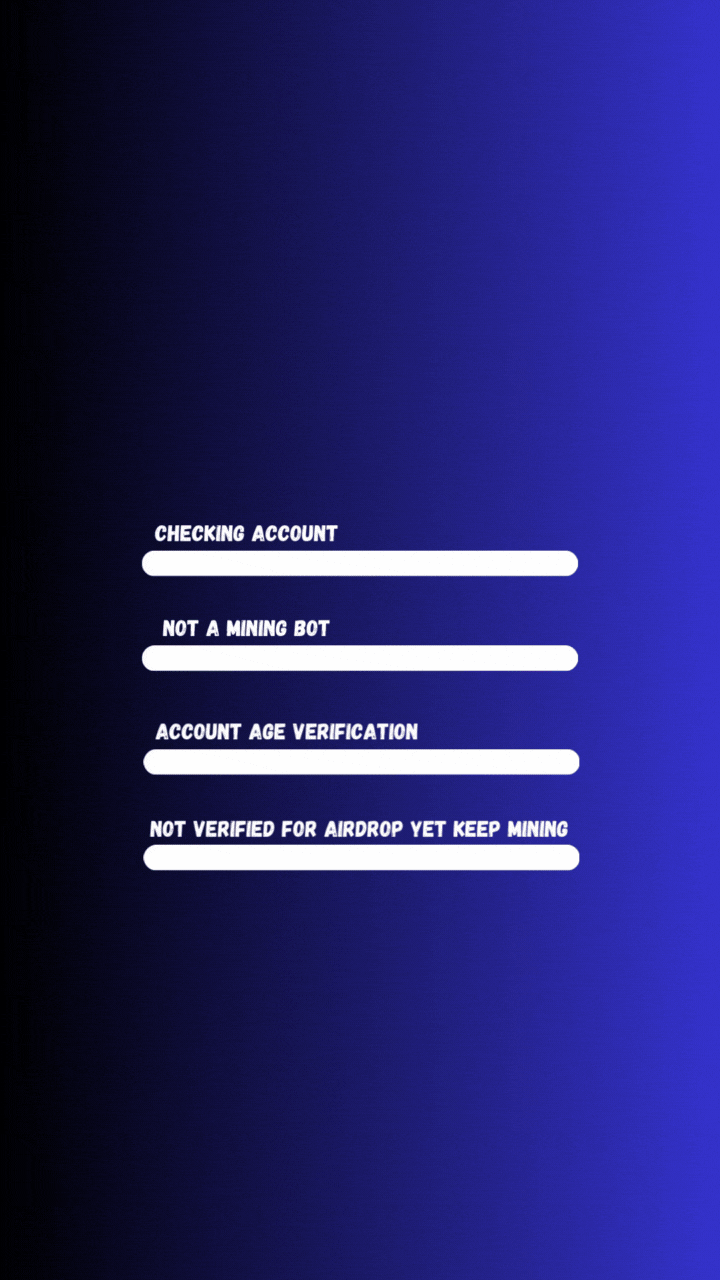 CHECKING ACCOUNT
NOT A MINING BOT
ACCOUNT AGE VERIFICATION
NOT VERIFIED FOR AIRDROP YET KEEP MINING